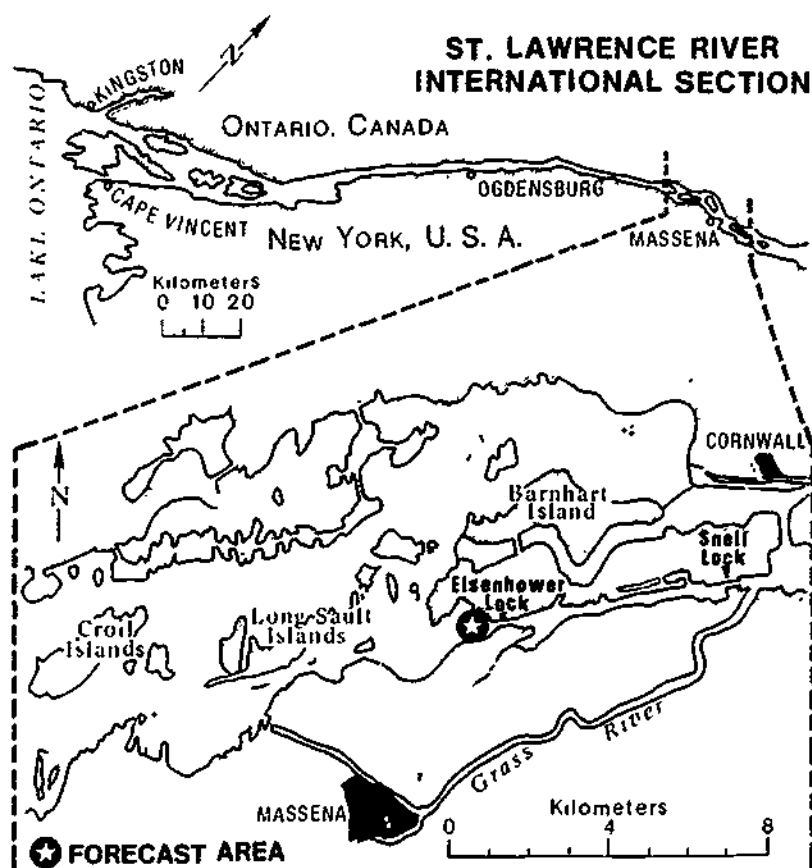 ST. LAWRENCE RIVER
INTERNATIONAL SECTION
N
KINGSTON
LAKE ONTARIO
ONTARIO, CANADA
OGDENSBURG
CAPE VINCENT
NEW YORK, U.S.A.
MASSENA
Kilometers
0 10 20
N
CORNWALL
Barnhart
Island
Snell
Lock
Eisenhower
Lock
Croil
Islands
Long Sault
Islands
Grass River
MASSENA
Kilometers
0 4 8
FORECAST AREA